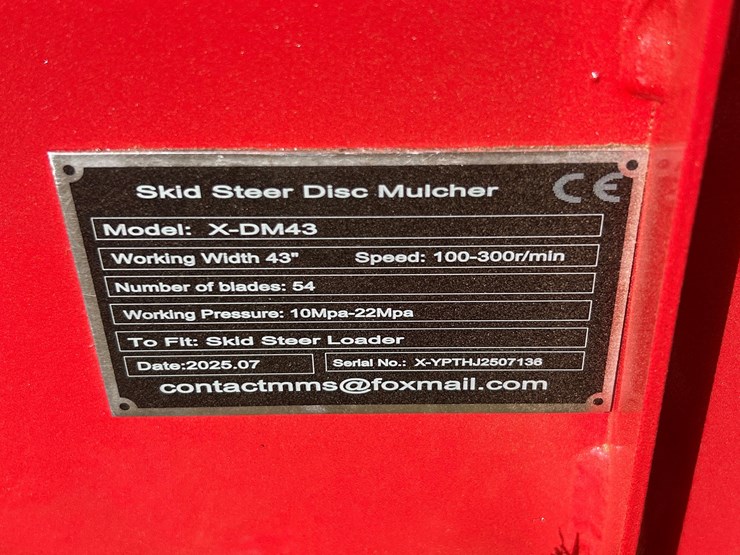 Skid Steer Disc Mulcher CE
Model: X-DM43
Working Width 43" Speed: 100-300r/min
Number of blades: 54
Working Pressure: 10Mpa-22Mpa
To Fit: Skid Steer Loader
Date:2025.07 Serial No.: X-YPTHJ2507136
contactmms@foxmail.com